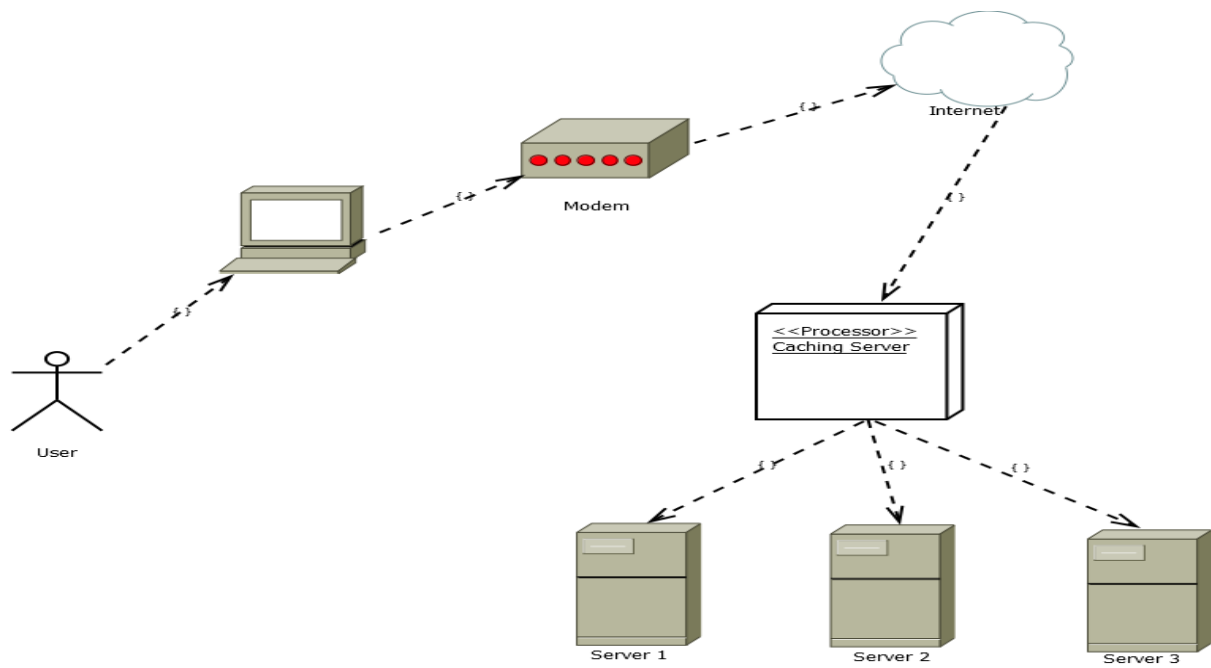 Internet
{ }
{ }
Modem
{ }
{ }
<<Processor>>
Caching Server
{ }
User
{ }
{ }
{ }
Server 1
Server 2
Server 3